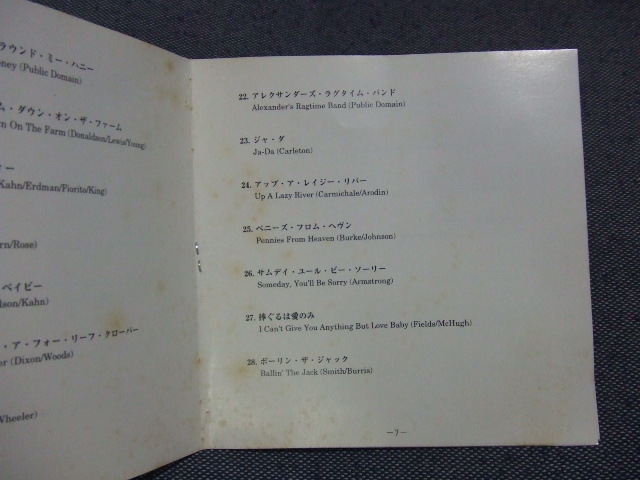 ラウンド・ミー・ハニー
ney (Public Domain)
ム・ダウン・オン・ザ・ファーム
rn On The Farm (Donaldson/Lewis/Young)
ィー
Kahn/Erdman/Fiorito/King)
rn/Rose)
ベイビー
dson/Kahn)
・ア・フォー・リーフ・クローバー
er (Dixon/Woods)
Wheeler)
22. アレクサンダーズ・ラグタイム・バンド
Alexander's Ragtime Band (Public Domain)
23. ジャ・ダ
Ja-Da (Carleton)
24. アップ・ア・レイジー・リバー
Up A Lazy River (Carmichale/Arodin)
25. ペニーズ・フロム・ヘヴン
Pennies From Heaven (Burke/Johnson)
26. サムデイ・ユール・ビー・ソーリー
Someday, You'll Be Sorry (Armstrong)
27. 捧ぐるは愛のみ
I Can't Give You Anything But Love Baby (Fields/McHugh)
28. ボーリン・ザ・ジャック
Ballin' The Jack (Smith/Burris)
—7—